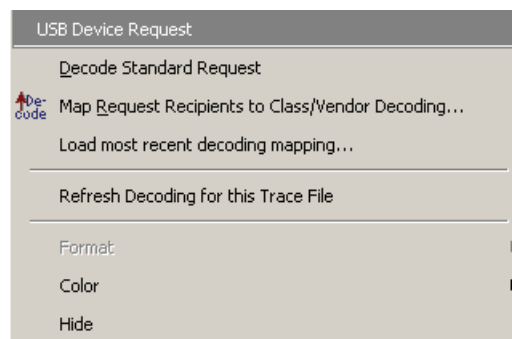 USB Device Request
Decode Standard Request
De-
code
Map Request Recipients to Class/Vendor Decoding...
Load most recent decoding mapping...
Refresh Decoding for this Trace File
Format
Color
Hide